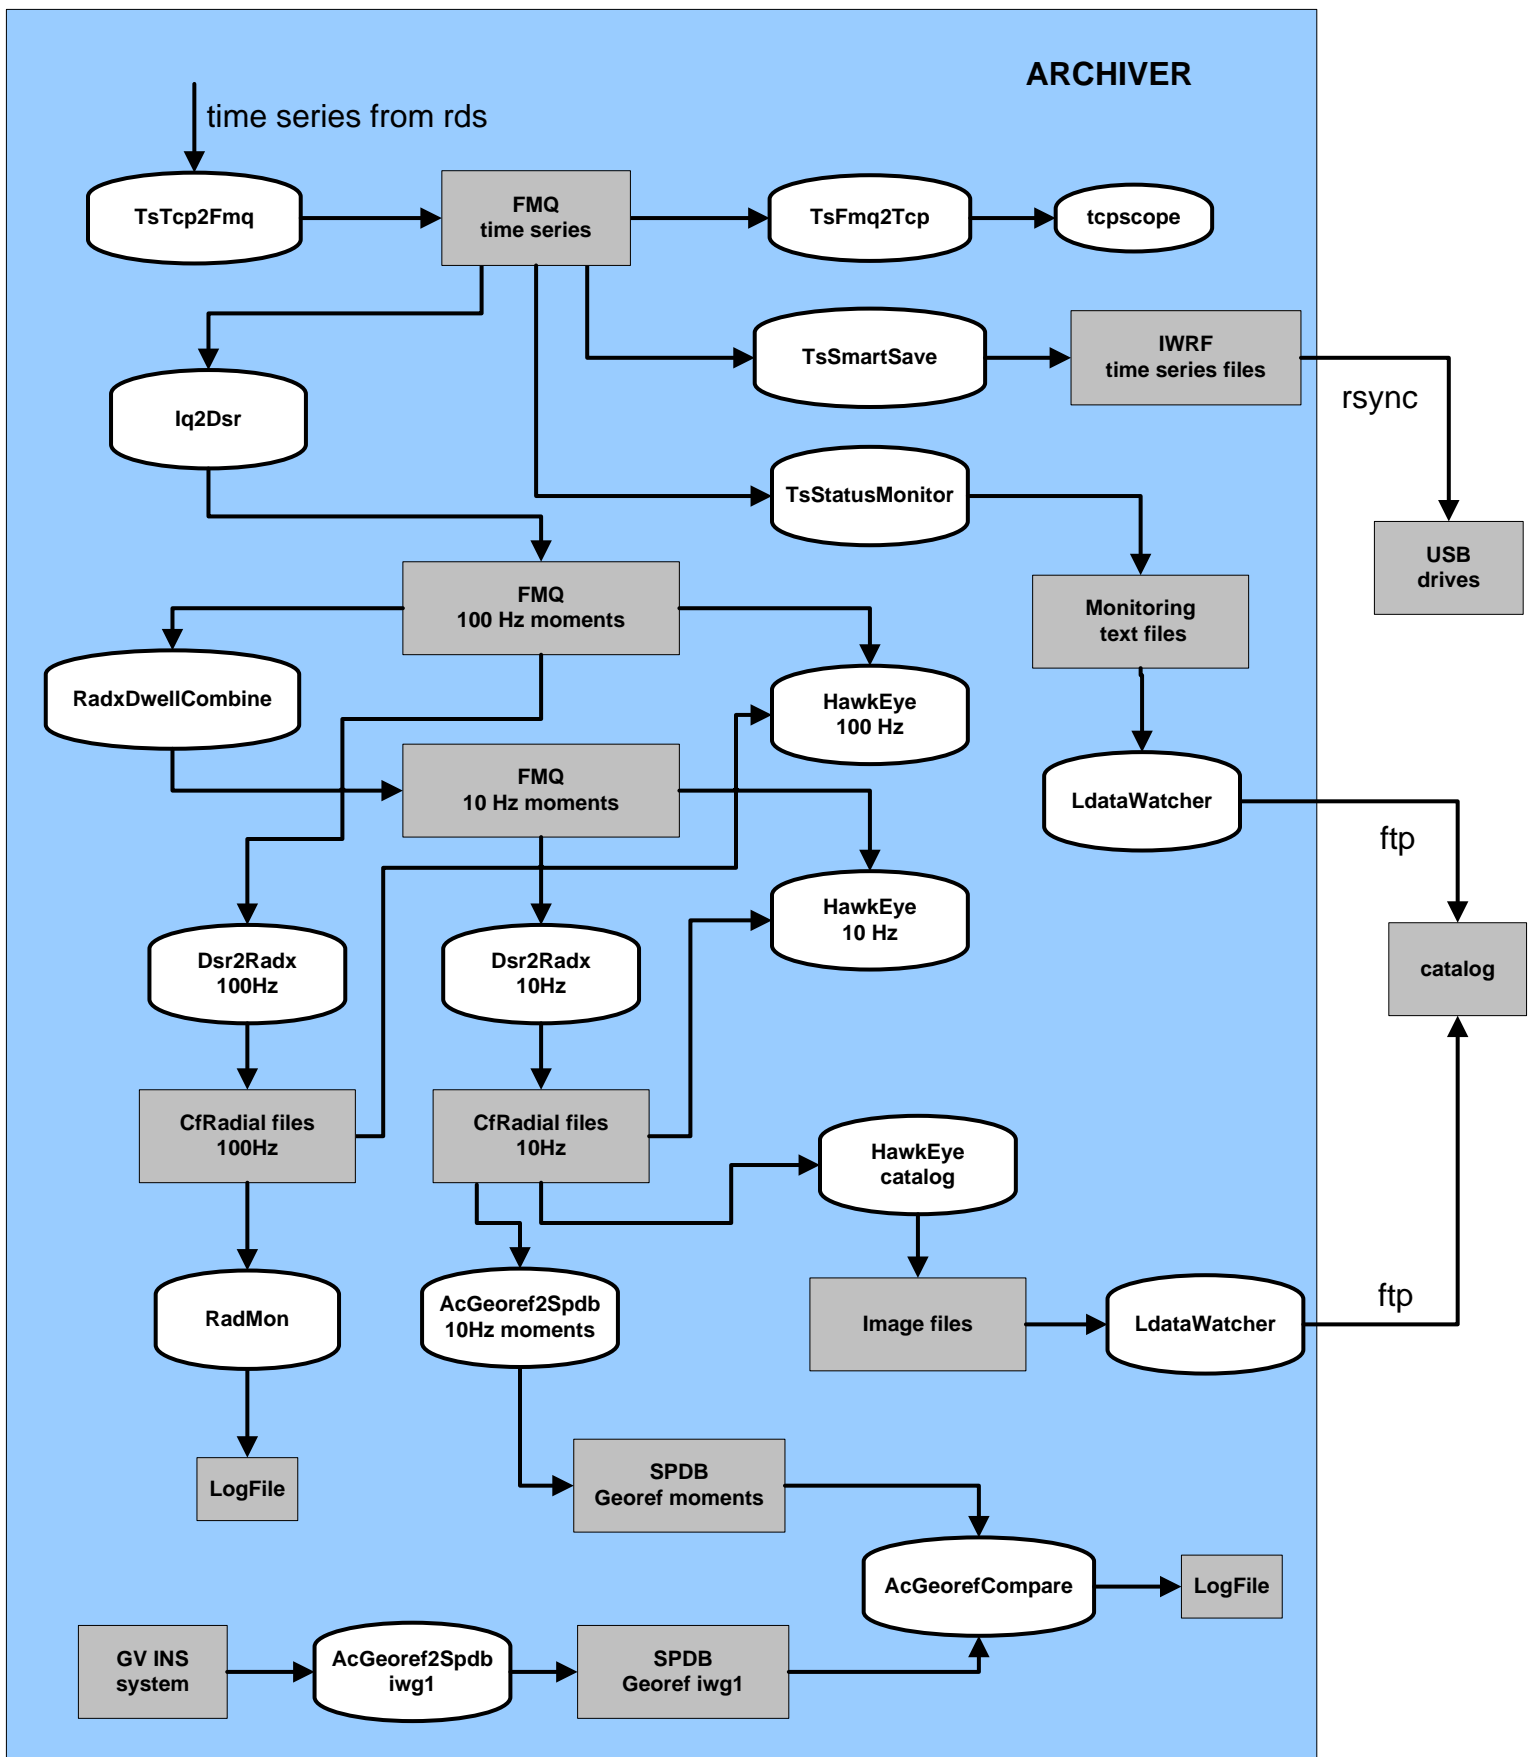 ARCHIVER
time series from rds
TsTcp2Fmq
FMQ
time series
TsFmq2Tcp
tcpscope
TsSmartSave
IWRF
time series files
rsync
Iq2Dsr
TsStatusMonitor
USB
drives
FMQ
100 Hz moments
Monitoring
text files
RadxDwellCombine
HawkEye
100 Hz
FMQ
10 Hz moments
LdataWatcher
ftp
HawkEye
10 Hz
Dsr2Radx
100Hz
Dsr2Radx
10Hz
catalog
CfRadial files
100Hz
CfRadial files
10Hz
HawkEye
catalog
RadMon
AcGeoref2Spdb
10Hz moments
Image files
LdataWatcher
ftp
LogFile
SPDB
Georef moments
AcGeorefCompare
LogFile
GV INS
system
AcGeoref2Spdb
iwg1
SPDB
Georef iwg1